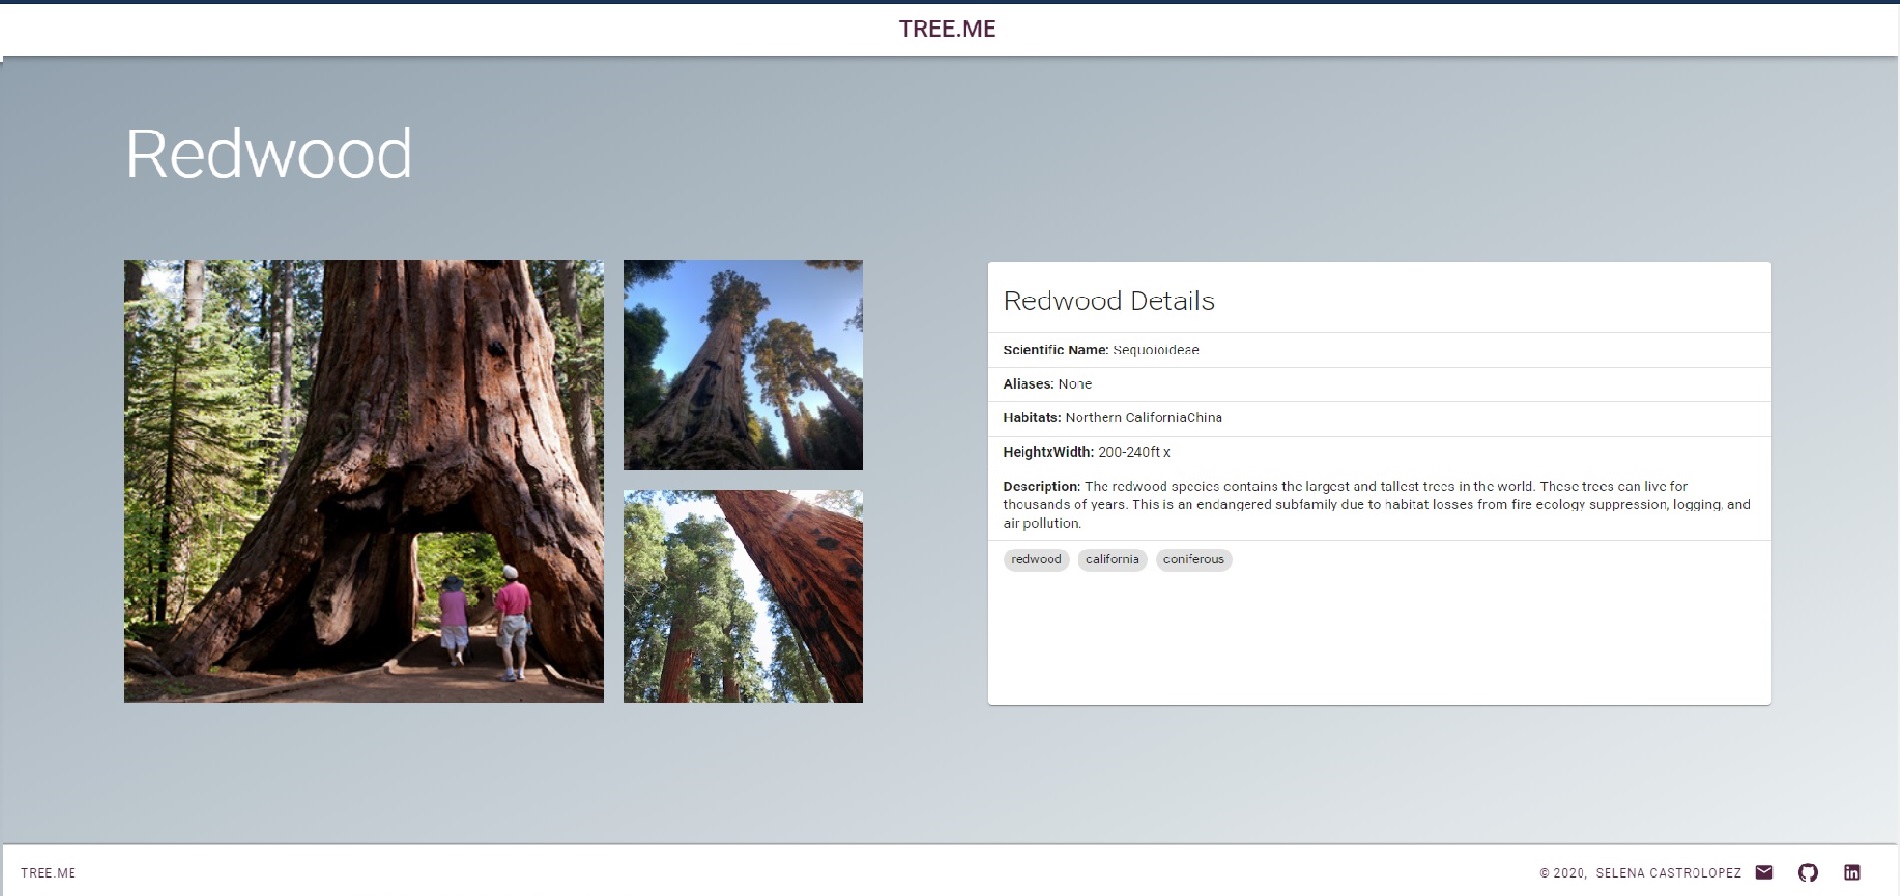 TREE.ME
Redwood
Redwood Details
Scientific Name: Sequoioideae
Aliases: None
Habitats: Northern CaliforniaChina
HeightxWidth: 200-240ft x
Description: The redwood species contains the largest and tallest trees in the world. These trees can live for
thousands of years. This is an endangered subfamily due to habitat losses from fire ecology suppression, logging, and
air pollution.
redwood california coniferous
TREE.ME
© 2020, SELENA CASTROLOPEZ
in